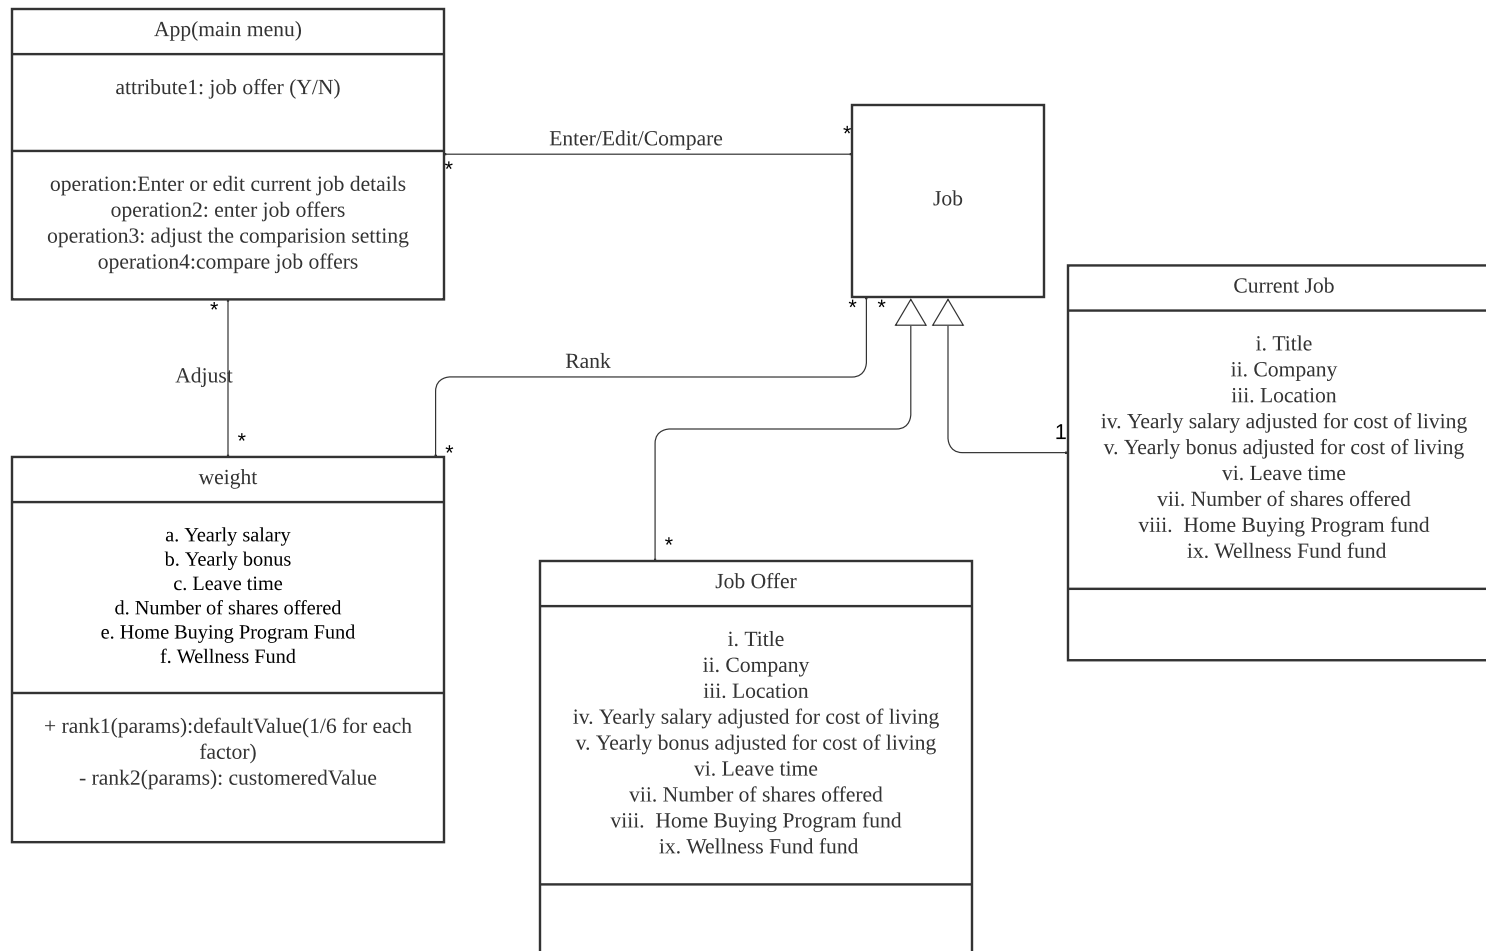 App(main menu)
attribute1: job offer (Y/N)
operation:Enter or edit current job details
operation2: enter job offers
operation3: adjust the comparision setting
operation4:compare job offers
Enter/Edit/Compare
*
*
Job
*
*
*
Adjust
*
Rank
*
weight
a. Yearly salary
b. Yearly bonus
c. Leave time
d. Number of shares offered
e. Home Buying Program Fund
f. Wellness Fund
+ rank1(params):defaultValue(1/6 for each
factor)
- rank2(params): customeredValue
*
Job Offer
i. Title
ii. Company
iii. Location
iv. Yearly salary adjusted for cost of living
v. Yearly bonus adjusted for cost of living
vi. Leave time
vii. Number of shares offered
viii.  Home Buying Program fund
ix. Wellness Fund fund
1
Current Job
i. Title
ii. Company
iii. Location
iv. Yearly salary adjusted for cost of living
v. Yearly bonus adjusted for cost of living
vi. Leave time
vii. Number of shares offered
viii.  Home Buying Program fund
ix. Wellness Fund fund